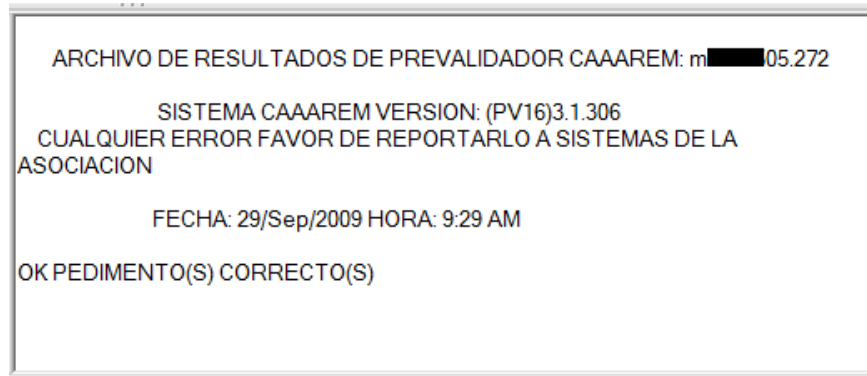 ARCHIVO DE RESULTADOS DE PREVALIDADOR CAAAREM: m 05.272
SISTEMA CAAAREM VERSION: (PV16)3.1.306
CUALQUIER ERROR FAVOR DE REPORTARLO A SISTEMAS DE LA
ASOCIACION
FECHA: 29/Sep/2009 HORA: 9:29 AM
OK PEDIMENTO(S) CORRECTO(S)